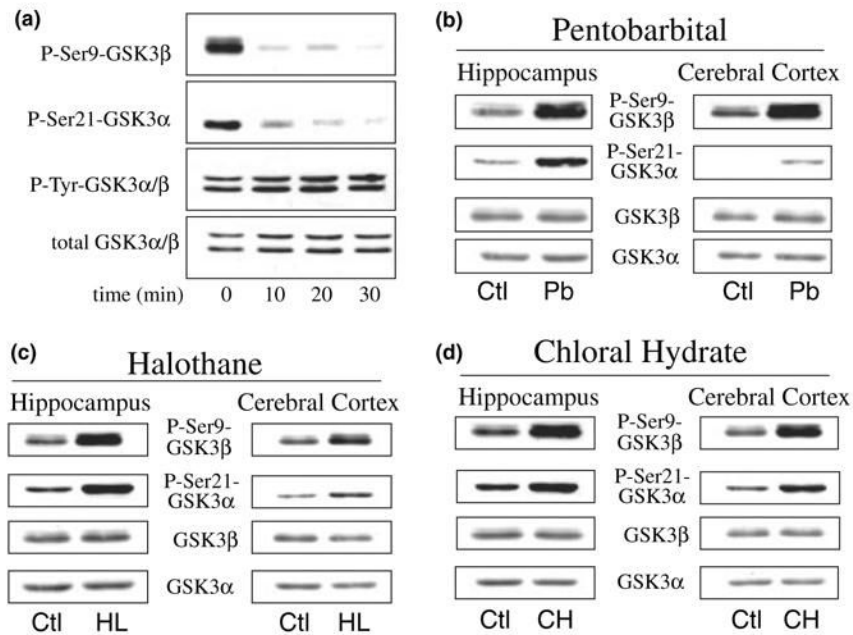 (a)
P-Ser9-GSK3β
P-Ser21-GSK3α
P-Tyr-GSK3α/β
total GSK3α/β
time (min) 0 10 20 30
(b)
Pentobarbital
Hippocampus Cerebral Cortex
P-Ser9-
GSK3β
P-Ser21-
GSK3α
GSK3β
GSK3α
Ctl Pb Ctl Pb
(c)
Halothane
Hippocampus Cerebral Cortex
P-Ser9-
GSK3β
P-Ser21-
GSK3α
GSK3β
GSK3α
Ctl HL Ctl HL
(d)
Chloral Hydrate
Hippocampus Cerebral Cortex
P-Ser9-
GSK3β
P-Ser21-
GSK3α
GSK3β
GSK3α
Ctl CH Ctl CH